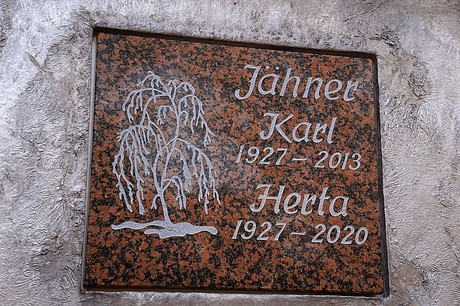 Jähner
Karl
1927 – 2013
Herta
1927 – 2020